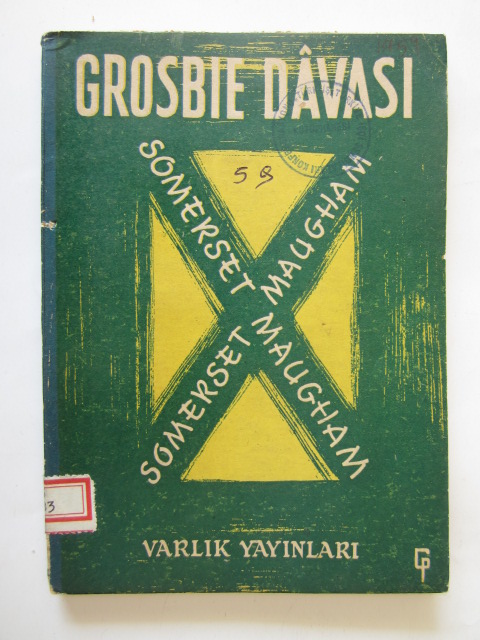 GROSBIE DÂVASI
59
SOMERSET MAUGHAM
SOMERSET MAUGHAM
VARLIK YAYINLARI